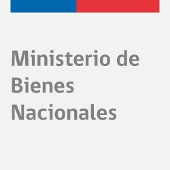 Ministerio de
Bienes
Nacionales